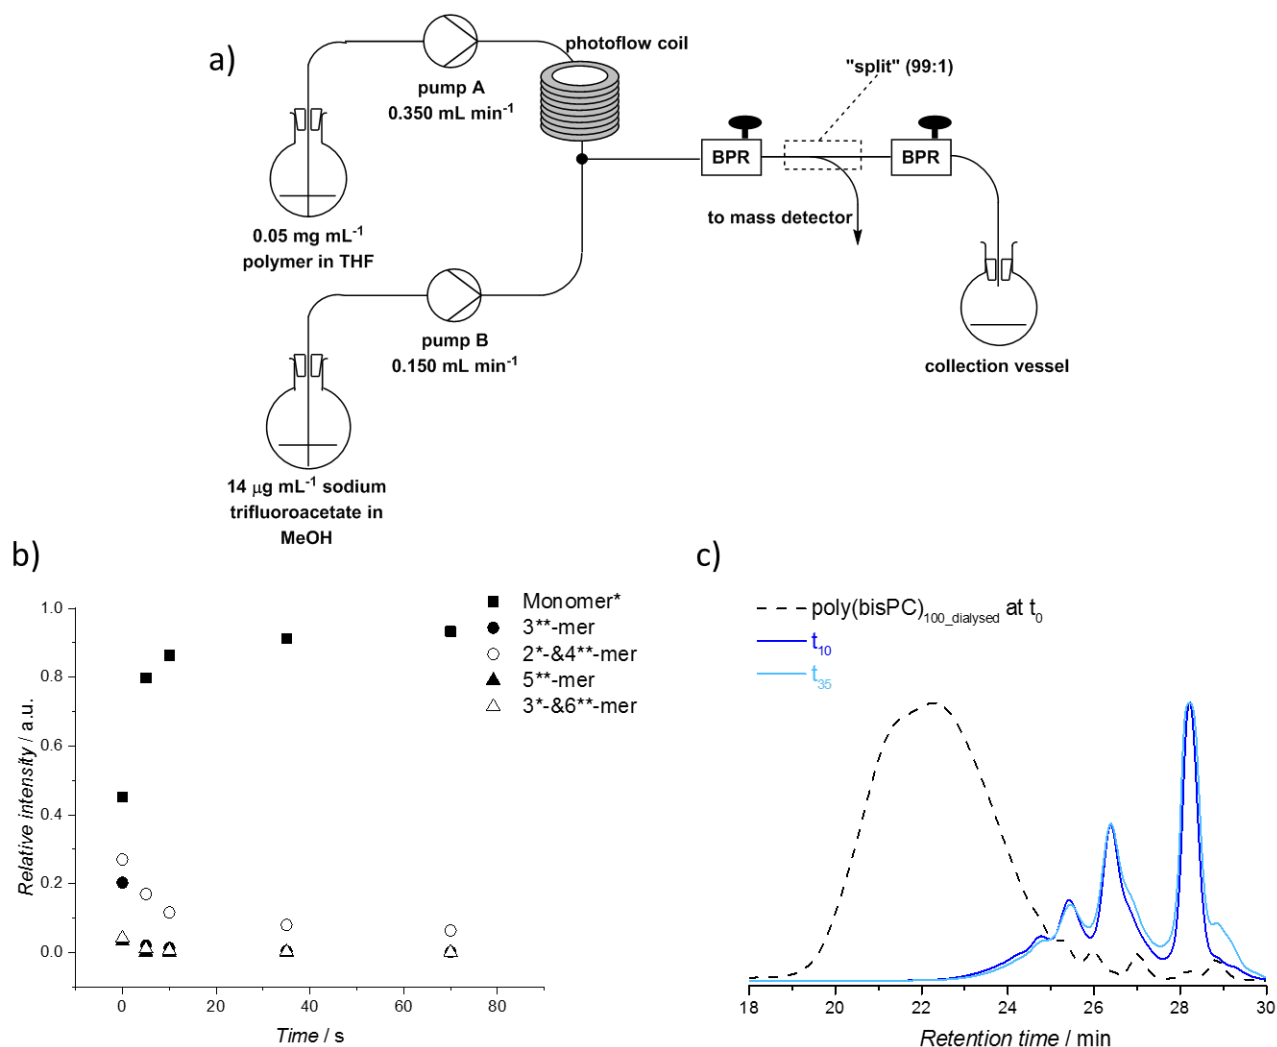 a)
photoflow coil
"split" (99:1)
pump A
0.350 mL min⁻¹
BPR
BPR
to mass detector
0.05 mg mL⁻¹
polymer in THF
pump B
0.150 mL min⁻¹
collection vessel
14 μg mL⁻¹ sodium
trifluoroacetate in
MeOH
b)
Monomer*
3**-mer
2*-&4**-mer
5**-mer
3*-&6**-mer
1.0
0.8
0.6
0.4
0.2
0.0
Relative intensity / a.u.
0
20
40
60
80
Time / s
c)
poly(bisPC)100_dialysed at t0
t10
t35
18
20
22
24
26
28
30
Retention time / min